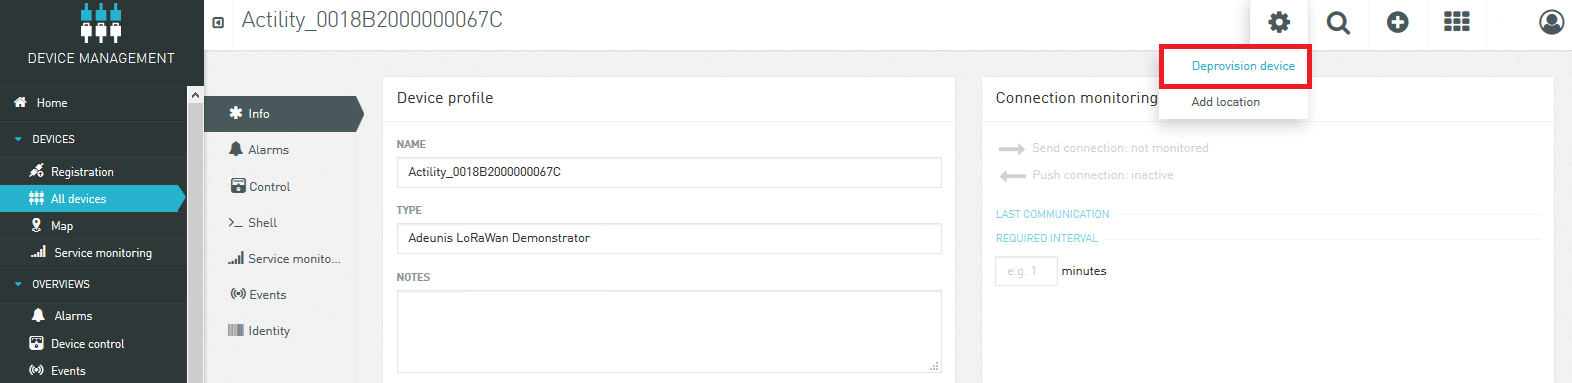 DEVICE MANAGEMENT
Home
DEVICES
Registration
All devices
Map
Service monitoring
OVERVIEWS
Alarms
Device control
Events
Actility_0018B2000000067C
Deprovision device
Add location
Info
Alarms
Control
Shell
Service monito...
Events
Identity
Device profile
NAME
Actility_0018B2000000067C
TYPE
Adeunis LoRaWan Demonstrator
NOTES
Connection monitoring
Send connection: not monitored
Push connection: inactive
LAST COMMUNICATION
REQUIRED INTERVAL
e.g. 1 minutes